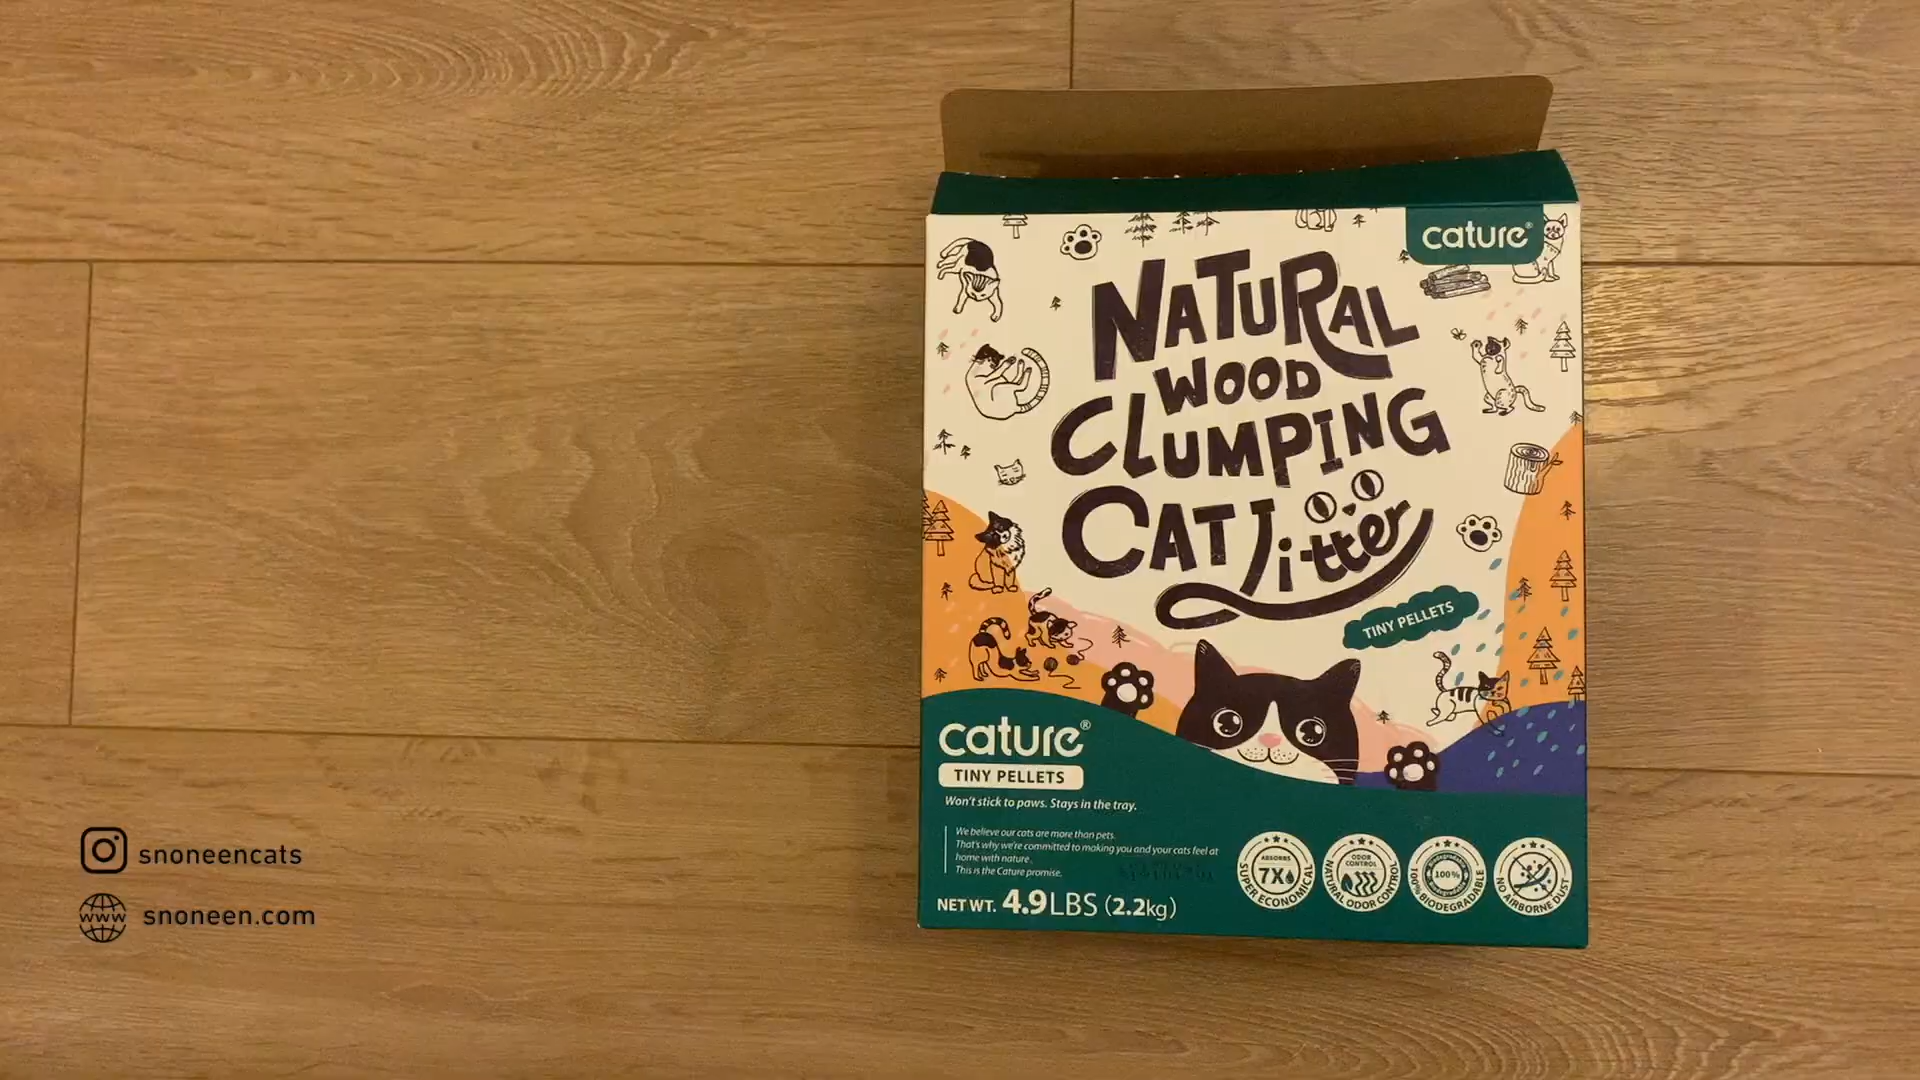 cature®
NATURAL
WOOD
CLUMPING
CAT Litter
TINY PELLETS
cature®
TINY PELLETS
Won't stick to paws. Stays in the tray.
We believe our cats are more than pets.
That's why we're committed to making you and your cats feel at
home with nature.
This is the Cature promise.
NET WT. 4.9LBS (2.2kg)
ABSORBS
7X
SUPER ECONOMICAL
ODOR
CONTROL
NATURAL ODOR CONTROL
100%
100% BIODEGRADABLE
NO AIRBORNE DUST
snoneencats
www
snoneen.com